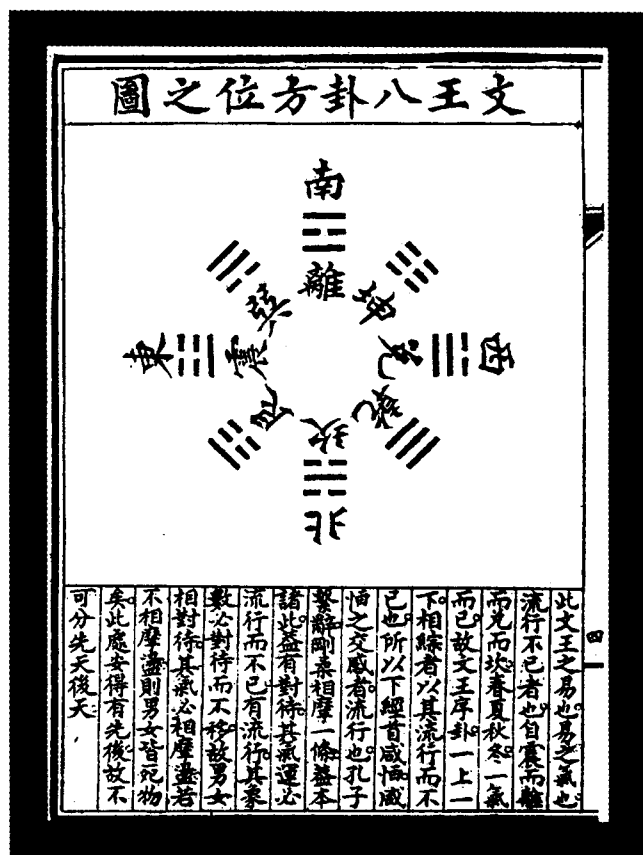 文王八卦方位之圖
南
離
坤
西
兌
乾
北
坎
艮
東
震
巽
此文王之易也易之氣也
流行不已者也自震而離
而兌而坎春夏秋冬一氣
而已故文王序卦一上一
下相綜者以其流行而不
已也所以下經首咸恒咸
恒之交感者流行也孔子
繫辭剛柔相摩一條蓋本
諸此蓋有對待其氣運必
流行而不已有流行其象
數必對待而不移故男女
相對待其氣必相摩盪若
不相摩盪則男女皆死物
矣此處安得有先後故不
可分先天後天
四